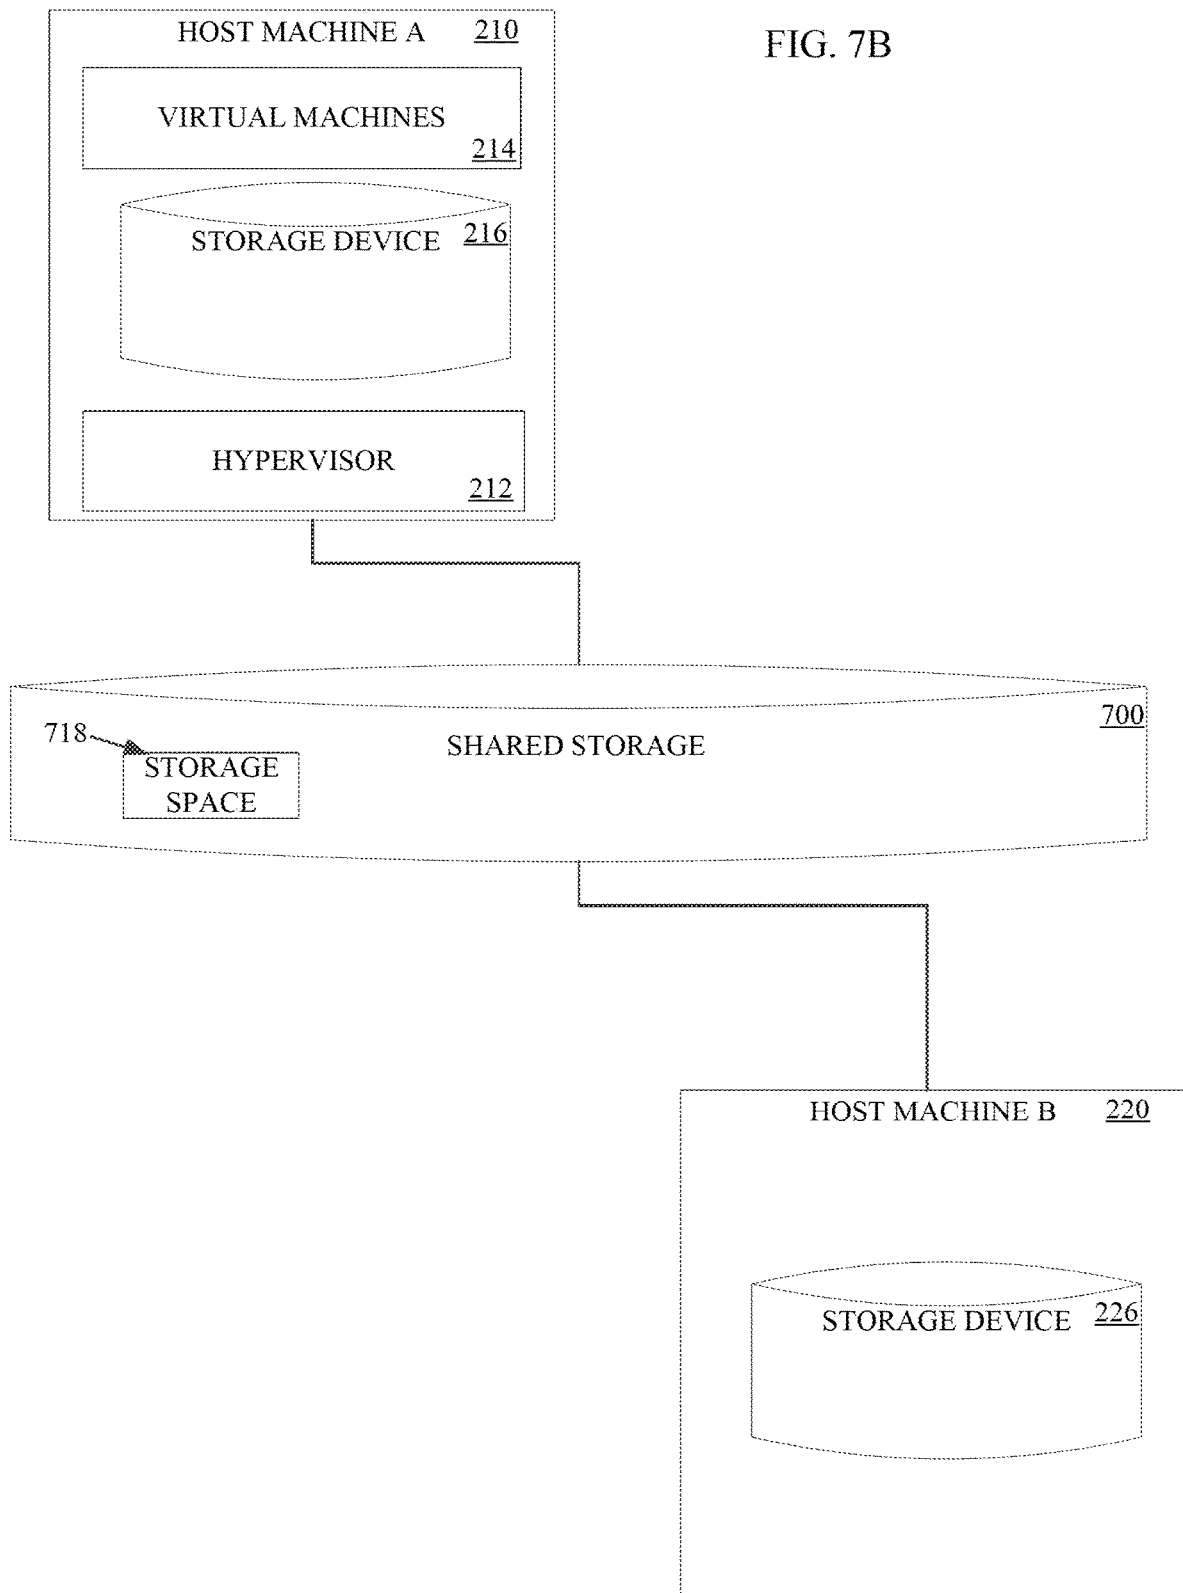 HOST MACHINE A 210
FIG. 7B
VIRTUAL MACHINES
214
STORAGE DEVICE 216
HYPERVISOR
212
700
718
SHARED STORAGE
STORAGE
SPACE
HOST MACHINE B 220
STORAGE DEVICE 226